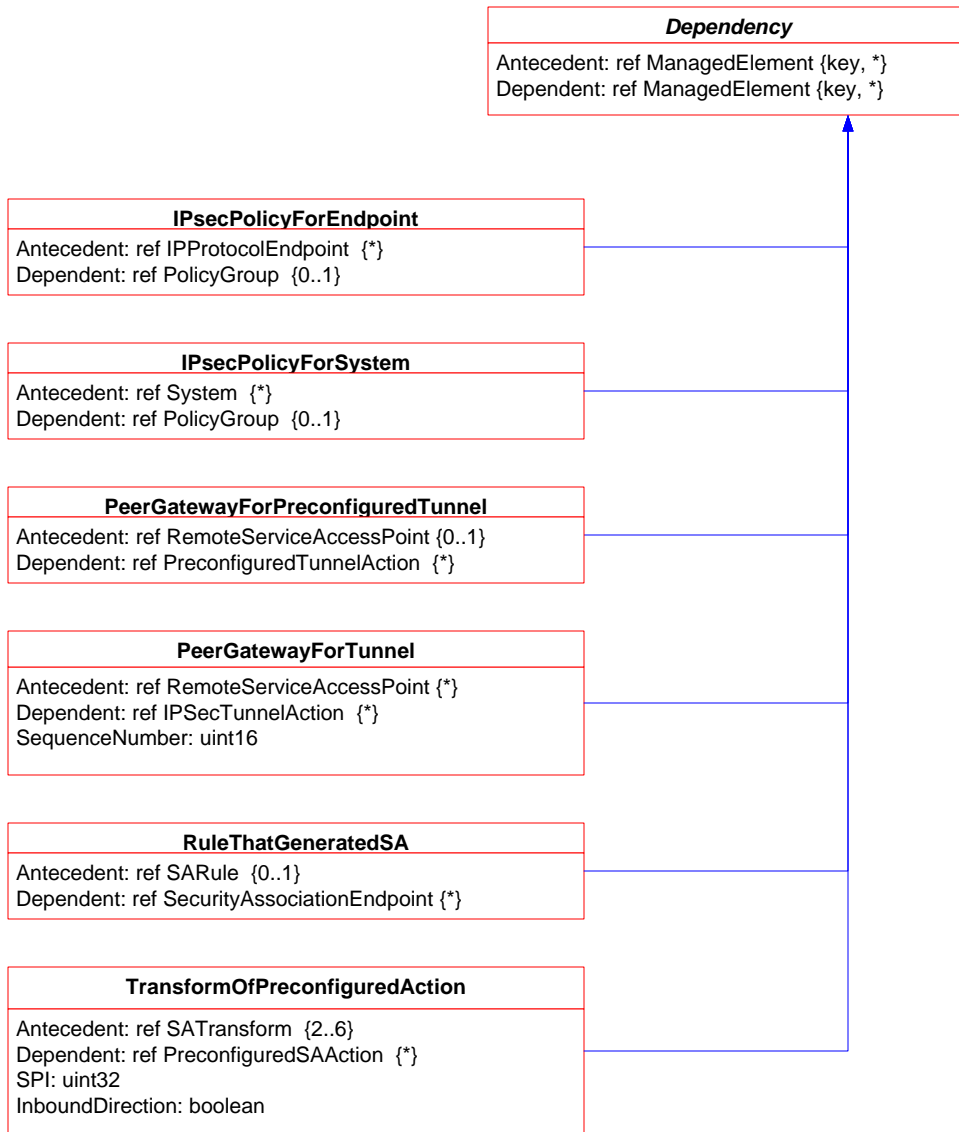 Dependency
Antecedent: ref ManagedElement {key, *}
Dependent: ref ManagedElement {key, *}
IPsecPolicyForEndpoint
Antecedent: ref IPProtocolEndpoint {*}
Dependent: ref PolicyGroup {0..1}
IPsecPolicyForSystem
Antecedent: ref System {*}
Dependent: ref PolicyGroup {0..1}
PeerGatewayForPreconfiguredTunnel
Antecedent: ref RemoteServiceAccessPoint {0..1}
Dependent: ref PreconfiguredTunnelAction {*}
PeerGatewayForTunnel
Antecedent: ref RemoteServiceAccessPoint {*}
Dependent: ref IPSecTunnelAction {*}
SequenceNumber: uint16
RuleThatGeneratedSA
Antecedent: ref SARule {0..1}
Dependent: ref SecurityAssociationEndpoint {*}
TransformOfPreconfiguredAction
Antecedent: ref SATransform {2..6}
Dependent: ref PreconfiguredSAAction {*}
SPI: uint32
InboundDirection: boolean